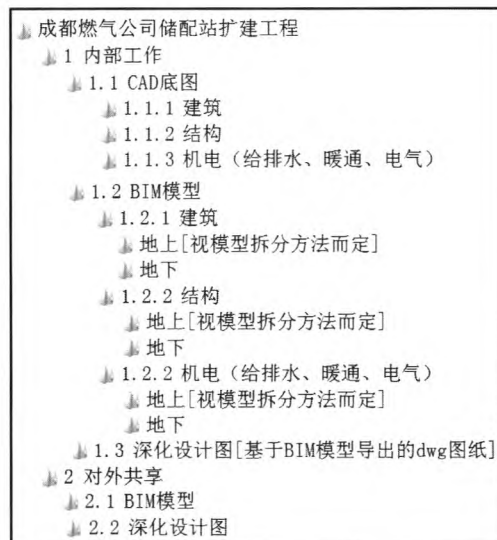 成都燃气公司储配站扩建工程
1 内部工作
1.1 CAD底图
1.1.1 建筑
1.1.2 结构
1.1.3 机电（给排水、暖通、电气）
1.2 BIM模型
1.2.1 建筑
地上[视模型拆分方法而定]
地下
1.2.2 结构
地上[视模型拆分方法而定]
地下
1.2.2 机电（给排水、暖通、电气）
地上[视模型拆分方法而定]
地下
1.3 深化设计图[基于BIM模型导出的dwg图纸]
2 对外共享
2.1 BIM模型
2.2 深化设计图